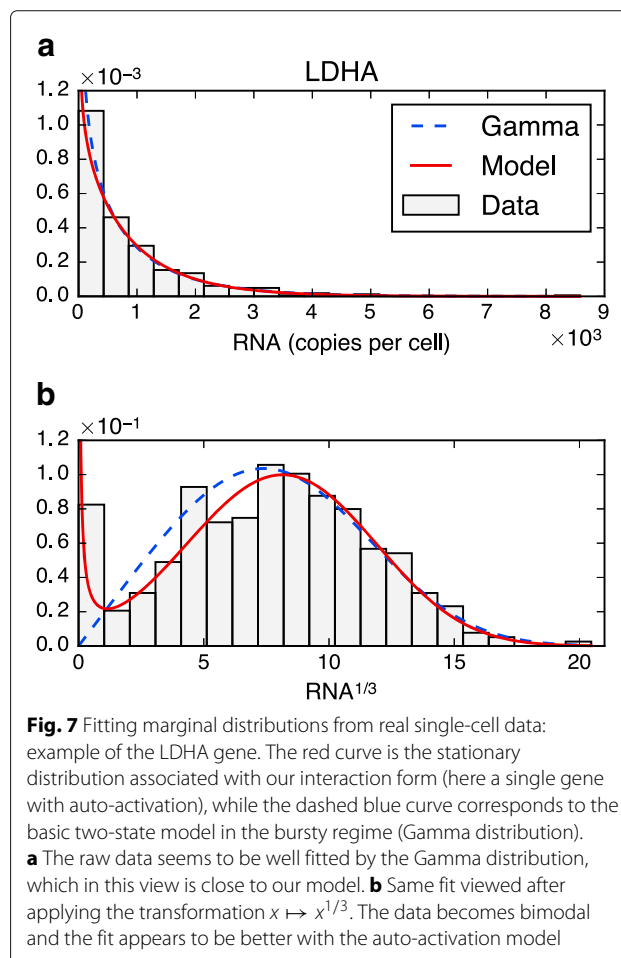 a
LDHA
×10⁻³
1.2
1.0
0.8
0.6
0.4
0.2
0.0
Gamma
Model
Data
0 1 2 3 4 5 6 7 8 9
×10³
RNA (copies per cell)
b
×10⁻¹
1.2
1.0
0.8
0.6
0.4
0.2
0.0
0 5 10 15 20
RNA¹ᐟ³
Fig. 7 Fitting marginal distributions from real single-cell data:
example of the LDHA gene. The red curve is the stationary
distribution associated with our interaction form (here a single gene
with auto-activation), while the dashed blue curve corresponds to the
basic two-state model in the bursty regime (Gamma distribution).
a The raw data seems to be well fitted by the Gamma distribution,
which in this view is close to our model. b Same fit viewed after
applying the transformation x ↦ x¹ᐟ³. The data becomes bimodal
and the fit appears to be better with the auto-activation model